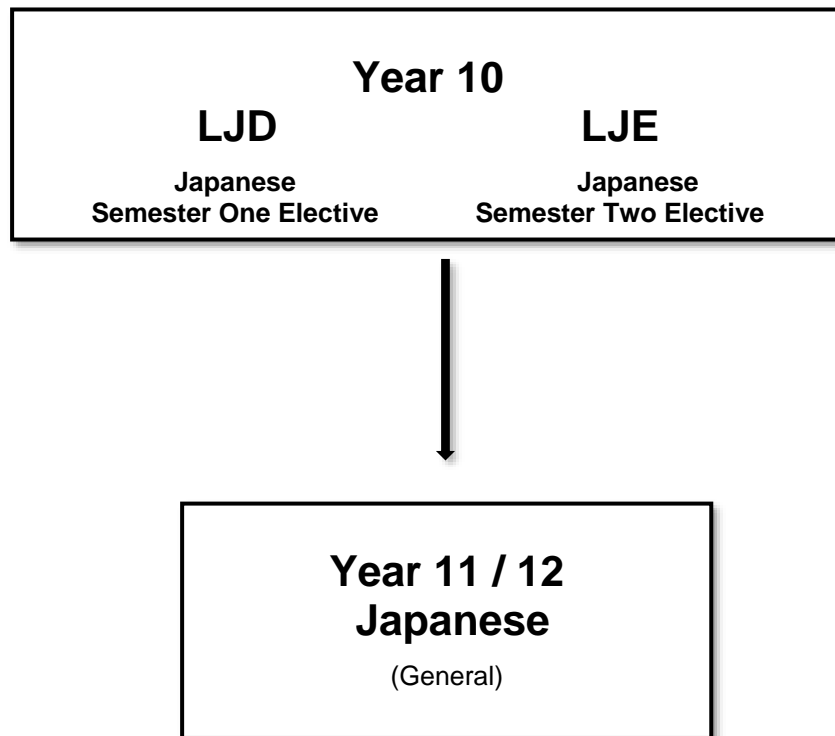 Year 10
LJD LJE
Japanese Japanese
Semester One Elective Semester Two Elective
Year 11 / 12
Japanese
(General)